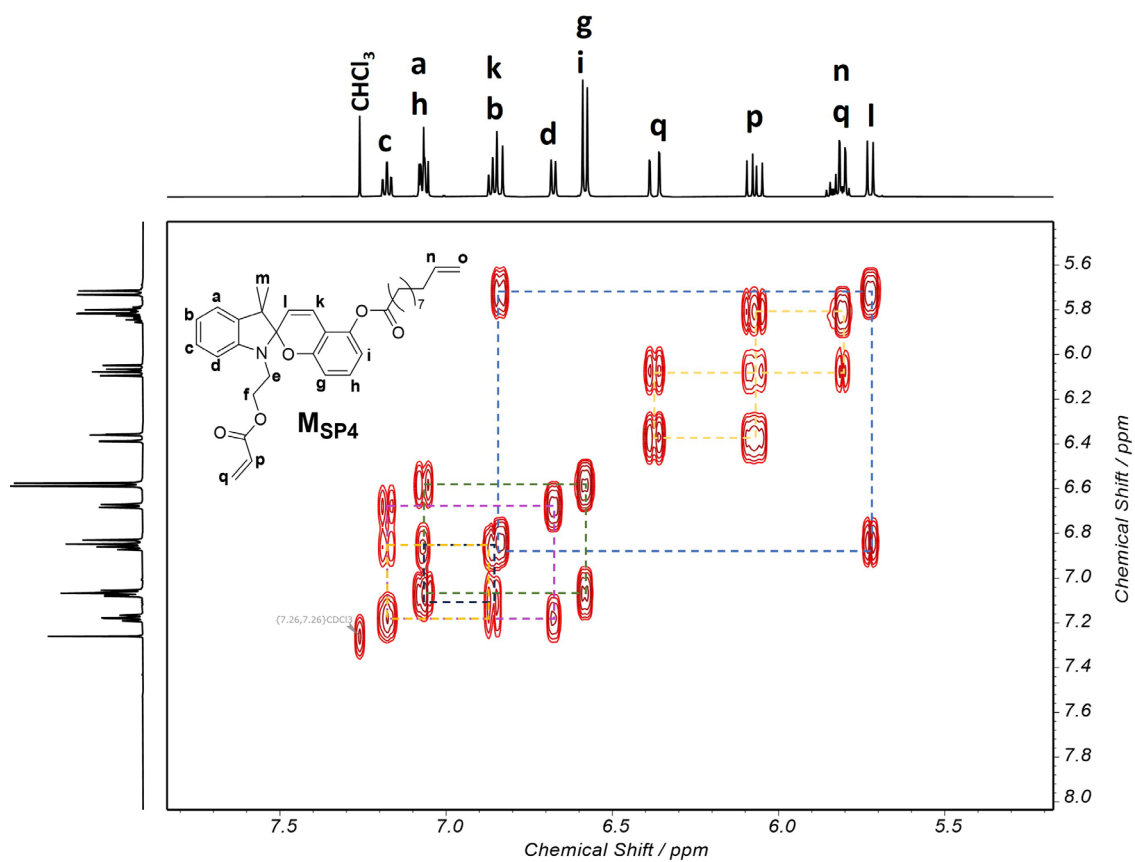 g
a k i n
CHCl3 c h b d q p q l
5.6
5.8
6.0
6.2
6.4
6.6
6.8
7.0
7.2
7.4
7.6
7.8
8.0
Chemical Shift / ppm
n o
m
O
7
a l k
b O
c N O i
d e g h
f
O
O
p
q
MSP4
{7.26,7.26}CDCl3
7.5 7.0 6.5 6.0 5.5
Chemical Shift / ppm